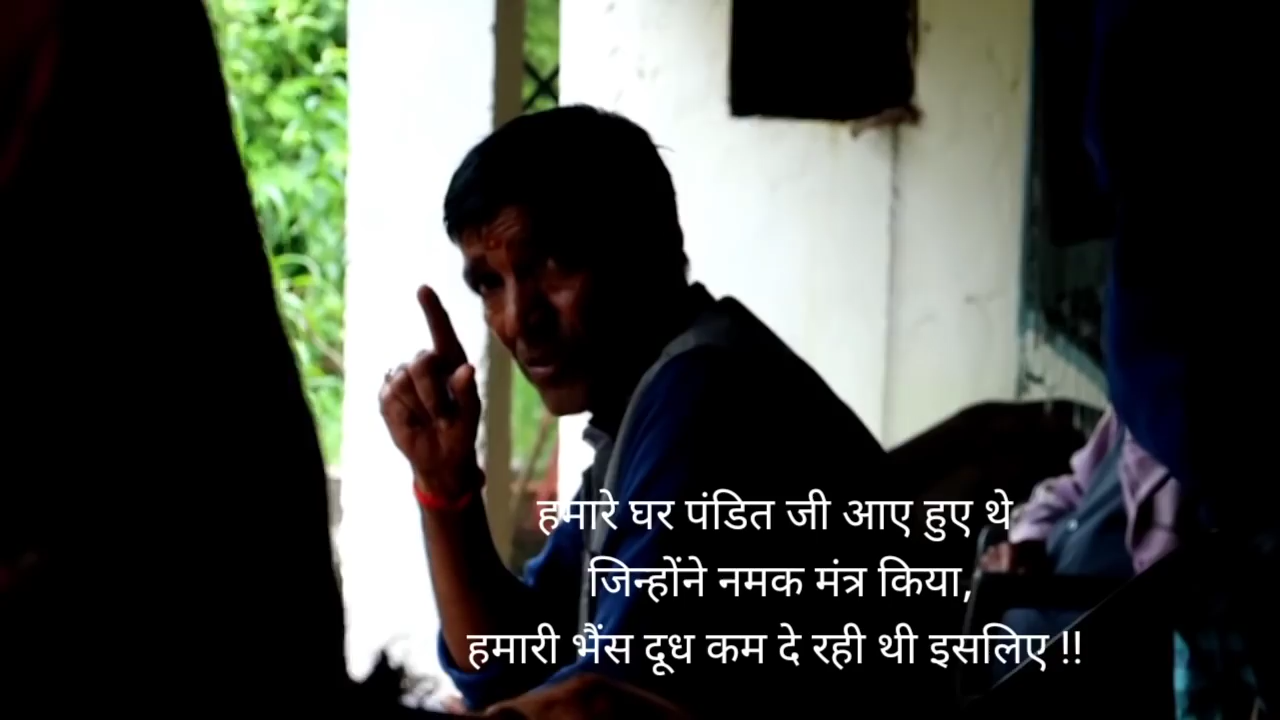 हमारे घर पंडित जी आए हुए थे
जिन्होंने नमक मंत्र किया,
हमारी भैंस दूध कम दे रही थी इसलिए !!